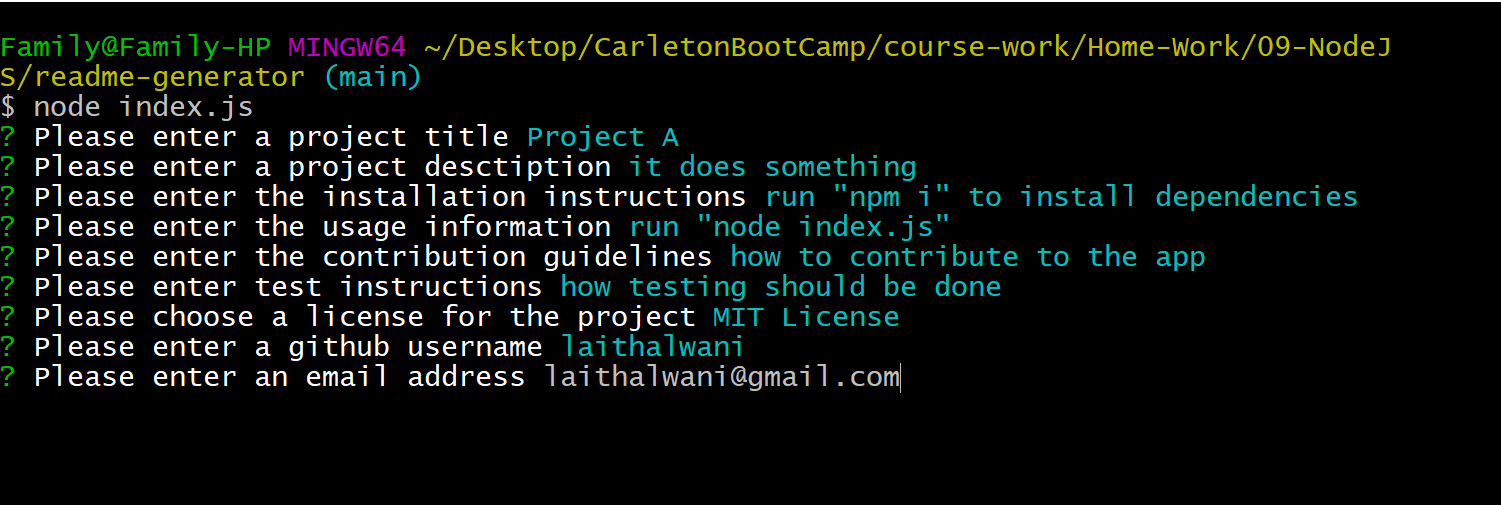 Family@Family-HP MINGW64 ~/Desktop/CarletonBootCamp/course-work/Home-Work/09-NodeJ
S/readme-generator (main)
$ node index.js
? Please enter a project title Project A
? Please enter a project desctiption it does something
? Please enter the installation instructions run "npm i" to install dependencies
? Please enter the usage information run "node index.js"
? Please enter the contribution guidelines how to contribute to the app
? Please enter test instructions how testing should be done
? Please choose a license for the project MIT License
? Please enter a github username laithalwani
? Please enter an email address laithalwani@gmail.com